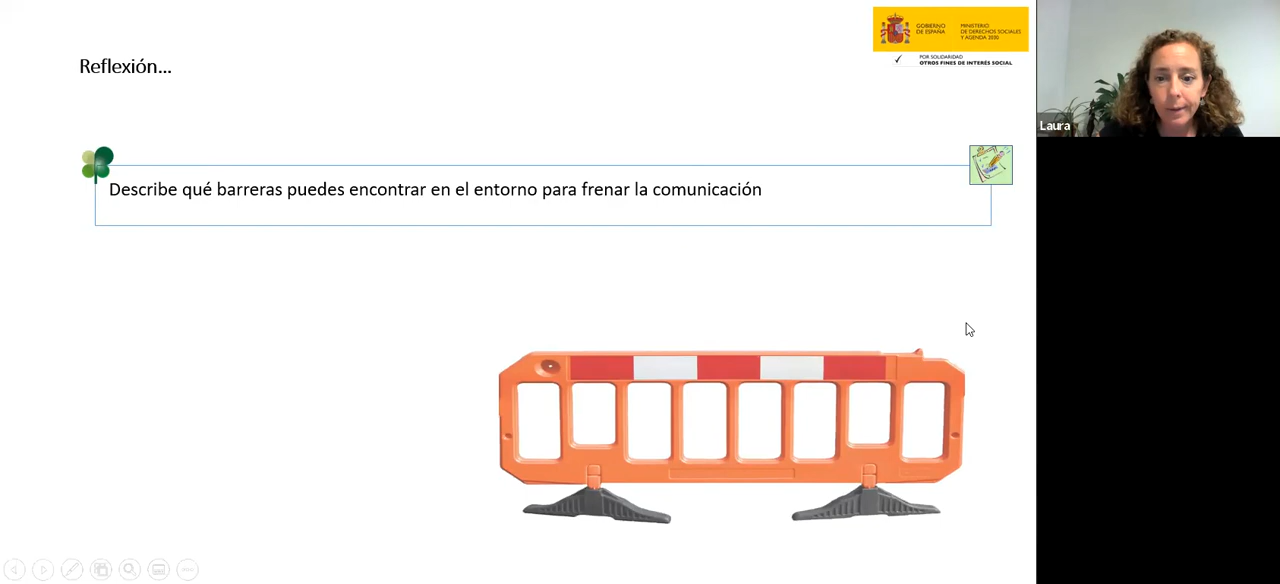 GOBIERNO
DE ESPAÑA
MINISTERIO
DE DERECHOS SOCIALES
Y AGENDA 2030
POR SOLIDARIDAD
OTROS FINES DE INTERÉS SOCIAL
Reflexión...
Laura
Describe qué barreras puedes encontrar en el entorno para frenar la comunicación